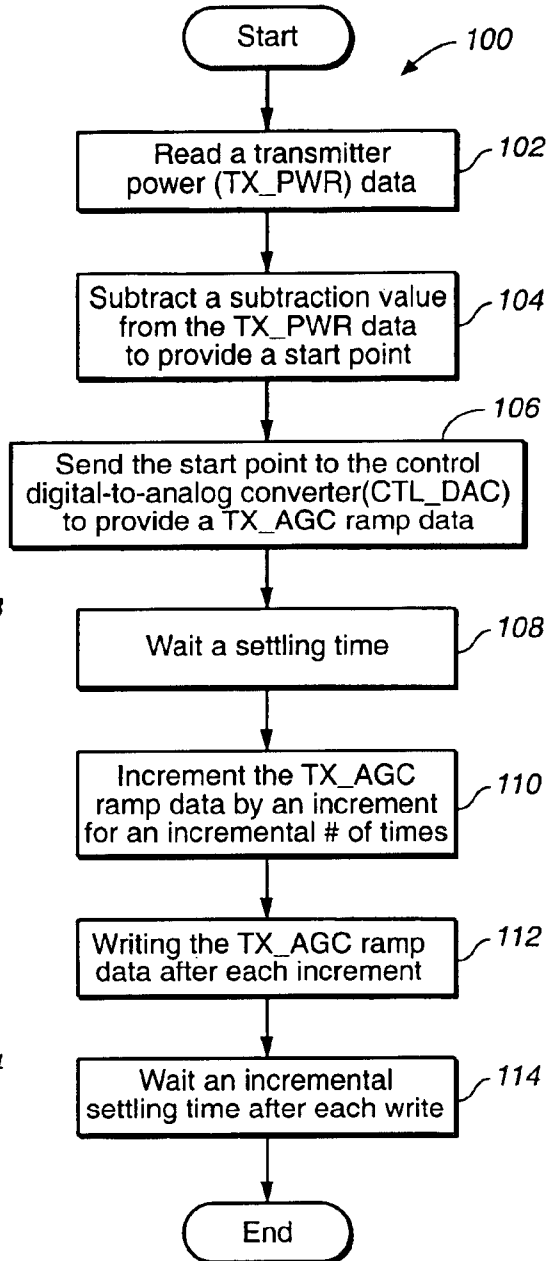 Start
100
Read a transmitter
power (TX_PWR) data
102
Subtract a subtraction value
from the TX_PWR data
to provide a start point
104
106
Send the start point to the control
digital-to-analog converter(CTL_DAC)
to provide a TX_AGC ramp data
Wait a settling time
108
Increment the TX_AGC
ramp data by an increment
for an incremental # of times
110
Writing the TX_AGC ramp
data after each increment
112
Wait an incremental
settling time after each write
114
End